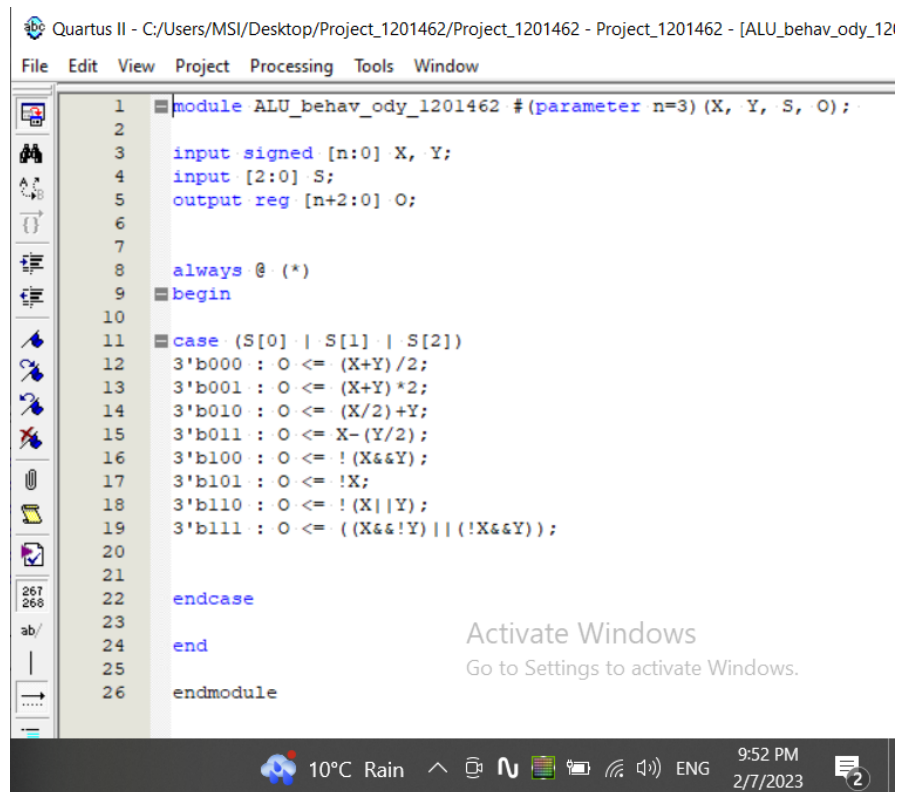 Quartus II - C:/Users/MSI/Desktop/Project_1201462/Project_1201462 - Project_1201462 - [ALU_behav_ody_120
File Edit View Project Processing Tools Window
1 module ALU_behav_ody_1201462 #(parameter n=3)(X, Y, S, O);
2
3 input signed [n:0] X, Y;
4 input [2:0] S;
5 output reg [n+2:0] O;
6
7
8 always @ (*)
9 begin
10
11 case (S[0] | S[1] | S[2])
12 3'b000 : O <= (X+Y)/2;
13 3'b001 : O <= (X+Y)*2;
14 3'b010 : O <= (X/2)+Y;
15 3'b011 : O <= X-(Y/2);
16 3'b100 : O <= !(X&&Y);
17 3'b101 : O <= !X;
18 3'b110 : O <= !(X||Y);
19 3'b111 : O <= ((X&&!Y)||(!X&&Y));
20
21
22 endcase
23
24 end
25
26 endmodule
267
268
ab/
Activate Windows
Go to Settings to activate Windows.
10°C Rain ENG 9:52 PM
2/7/2023 2